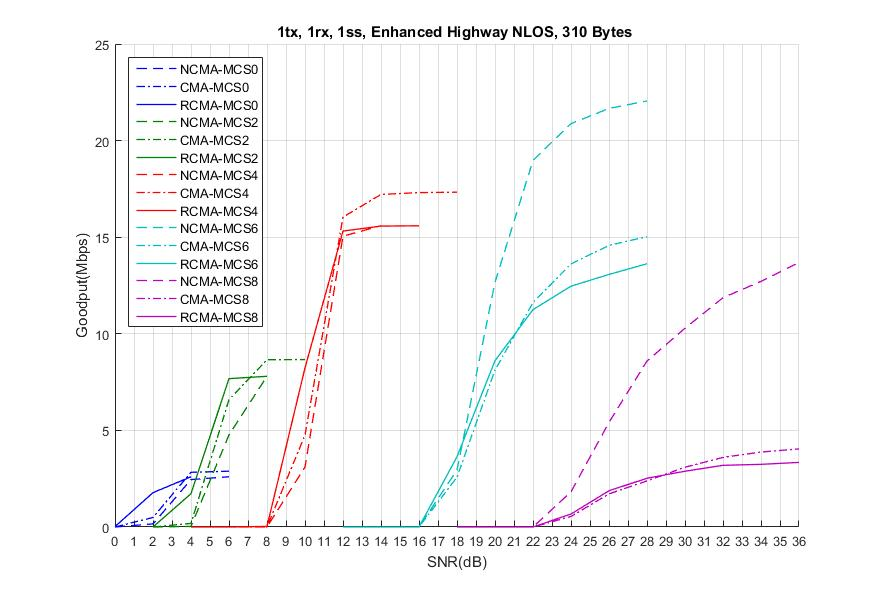 1tx, 1rx, 1ss, Enhanced Highway NLOS, 310 Bytes
25
20
15
10
5
0
Goodput(Mbps)
NCMA-MCS0
CMA-MCS0
RCMA-MCS0
NCMA-MCS2
CMA-MCS2
RCMA-MCS2
NCMA-MCS4
CMA-MCS4
RCMA-MCS4
NCMA-MCS6
CMA-MCS6
RCMA-MCS6
NCMA-MCS8
CMA-MCS8
RCMA-MCS8
0 1 2 3 4 5 6 7 8 9 10 11 12 13 14 15 16 17 18 19 20 21 22 23 24 25 26 27 28 29 30 31 32 33 34 35 36
SNR(dB)